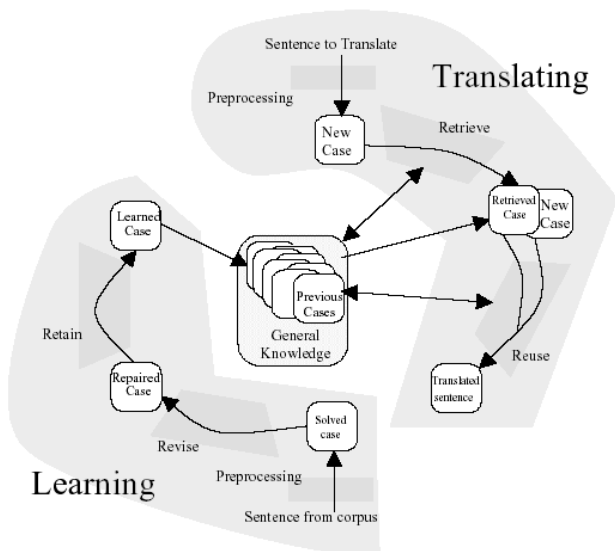 Sentence to Translate
Translating
Preprocessing
New
Case
Retrieve
Retrieved
Case
New
Case
Learned
Case
Previous
Cases
General
Knowledge
Retain
Reuse
Repaired
Case
Translated
sentence
Solved
case
Revise
Preprocessing
Learning
Sentence from corpus